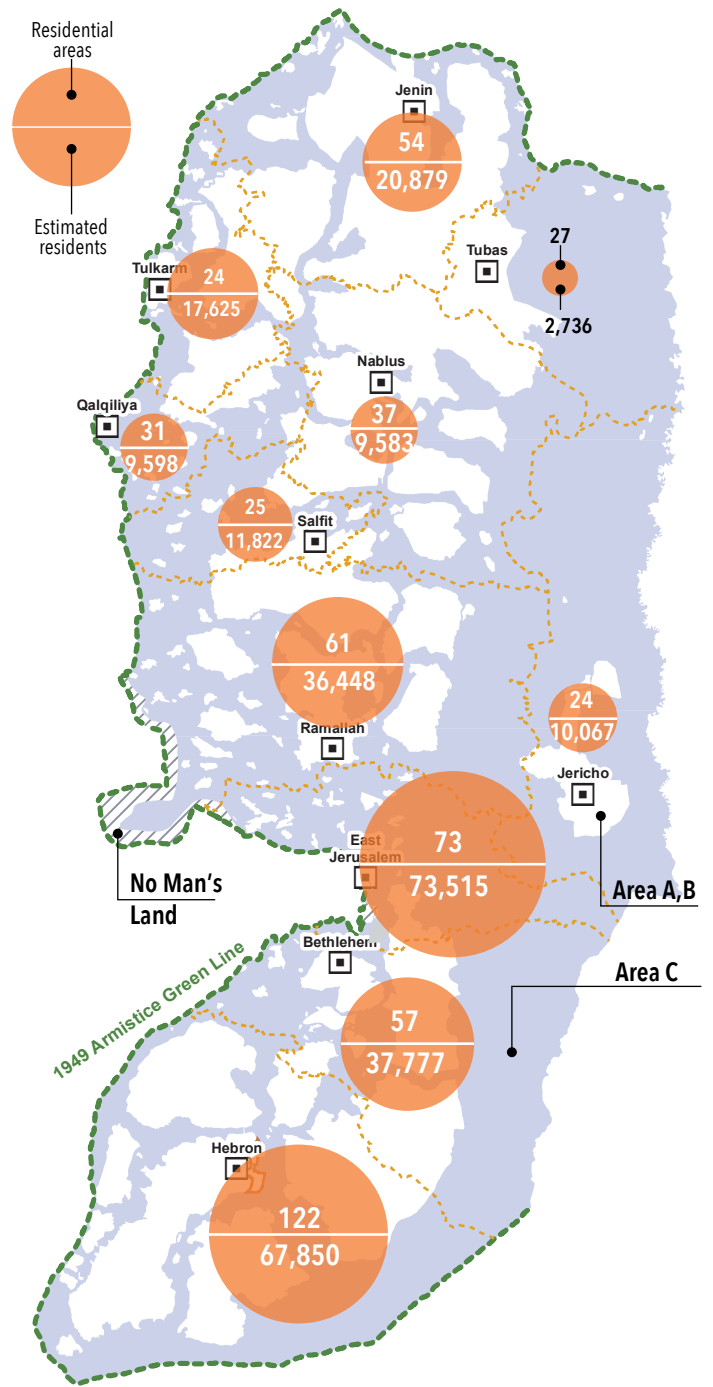 Residential
areas
Estimated
residents
Jenin
54
20,879
27
Tubas
2,736
Tulkarm
24
17,625
Nablus
37
9,583
Qalqiliya
31
9,598
25
11,822
Salfit
61
36,448
Ramallah
24
10,067
Jericho
East
Jerusalem
73
73,515
No Man's
Land
Area A,B
Bethlehem
Area C
1949 Armistice Green Line
57
37,777
Hebron
122
67,850